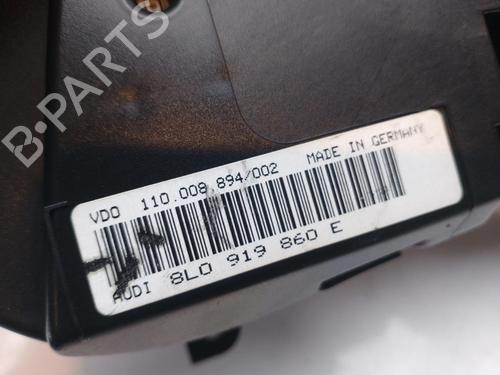 B-PARTS
VDO 110.008.894/002 MADE IN GERMANY
AUDI 8L0 919 860 E